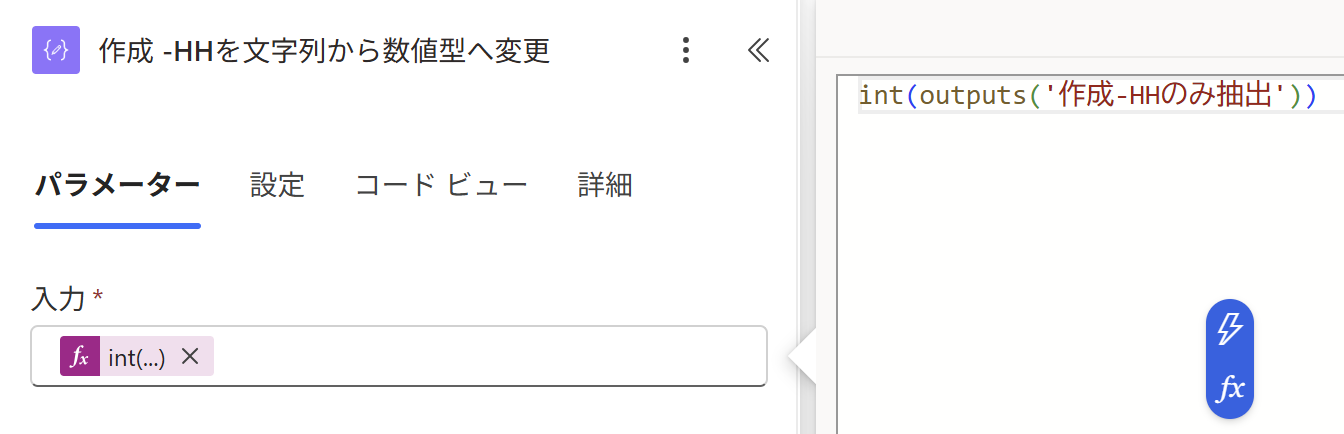 作成 -HHを文字列から数値型へ変更
パラメーター 設定 コード ビュー 詳細
入力 *
fx int(...)
int(outputs('作成-HHのみ抽出'))
fx